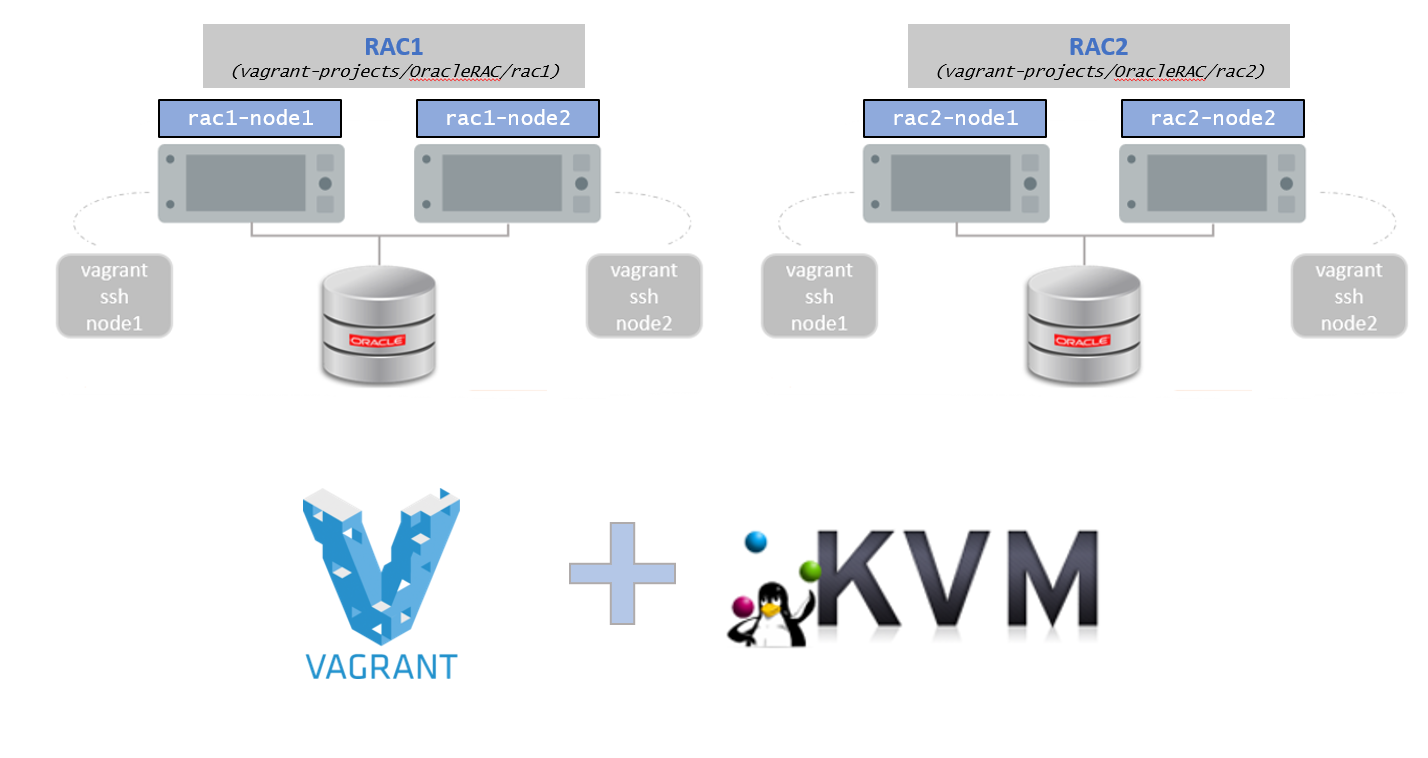 RAC1
(vagrant-projects/OracleRAC/rac1)
rac1-node1
rac1-node2
vagrant
ssh
node1
ORACLE
vagrant
ssh
node2
RAC2
(vagrant-projects/OracleRAC/rac2)
rac2-node1
rac2-node2
vagrant
ssh
node1
ORACLE
vagrant
ssh
node2
VAGRANT
KVM